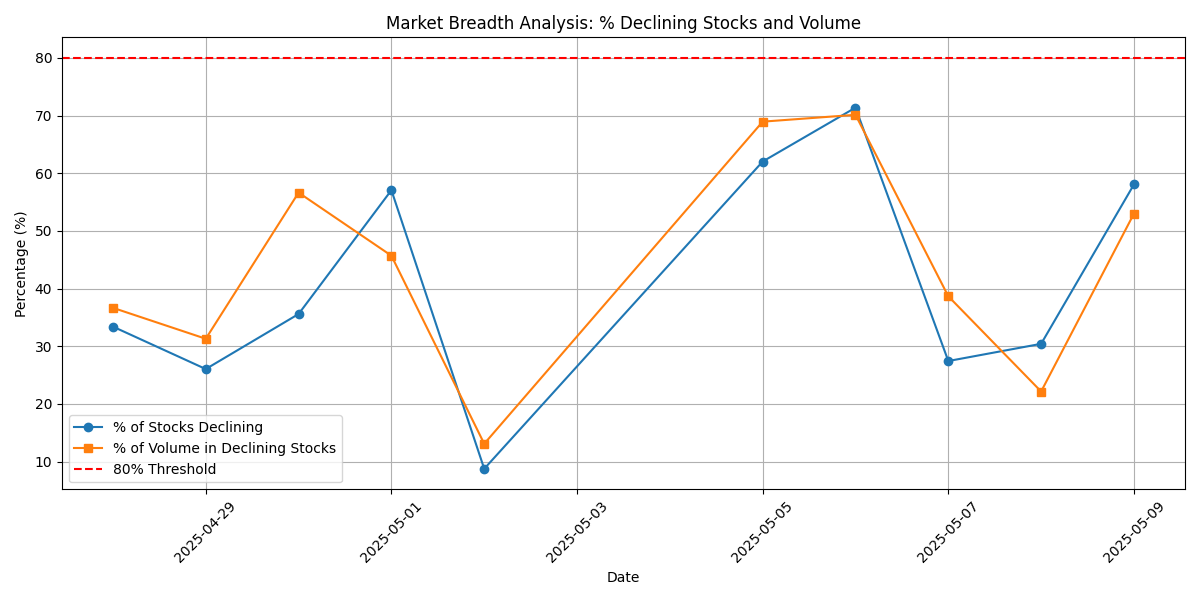 Market Breadth Analysis: % Declining Stocks and Volume
Percentage (%)
80
70
60
50
40
30
20
10
% of Stocks Declining
% of Volume in Declining Stocks
80% Threshold
2025-04-29
2025-05-01
2025-05-03
2025-05-05
2025-05-07
2025-05-09
Date